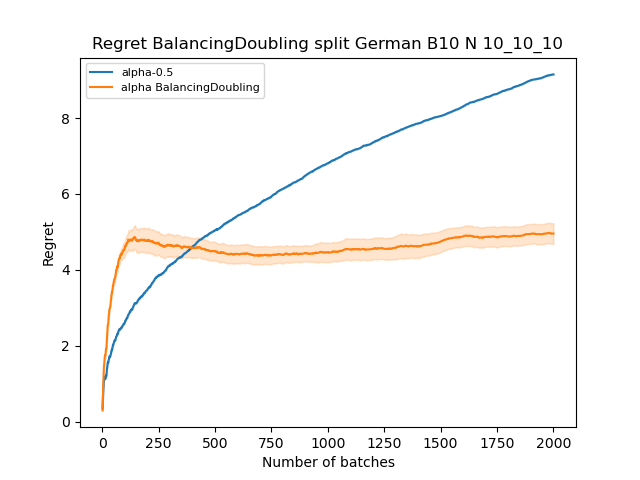 Regret BalancingDoubling split German B10 N 10_10_10
alpha-0.5
alpha BalancingDoubling
Regret
8
6
4
2
0
0 250 500 750 1000 1250 1500 1750 2000
Number of batches